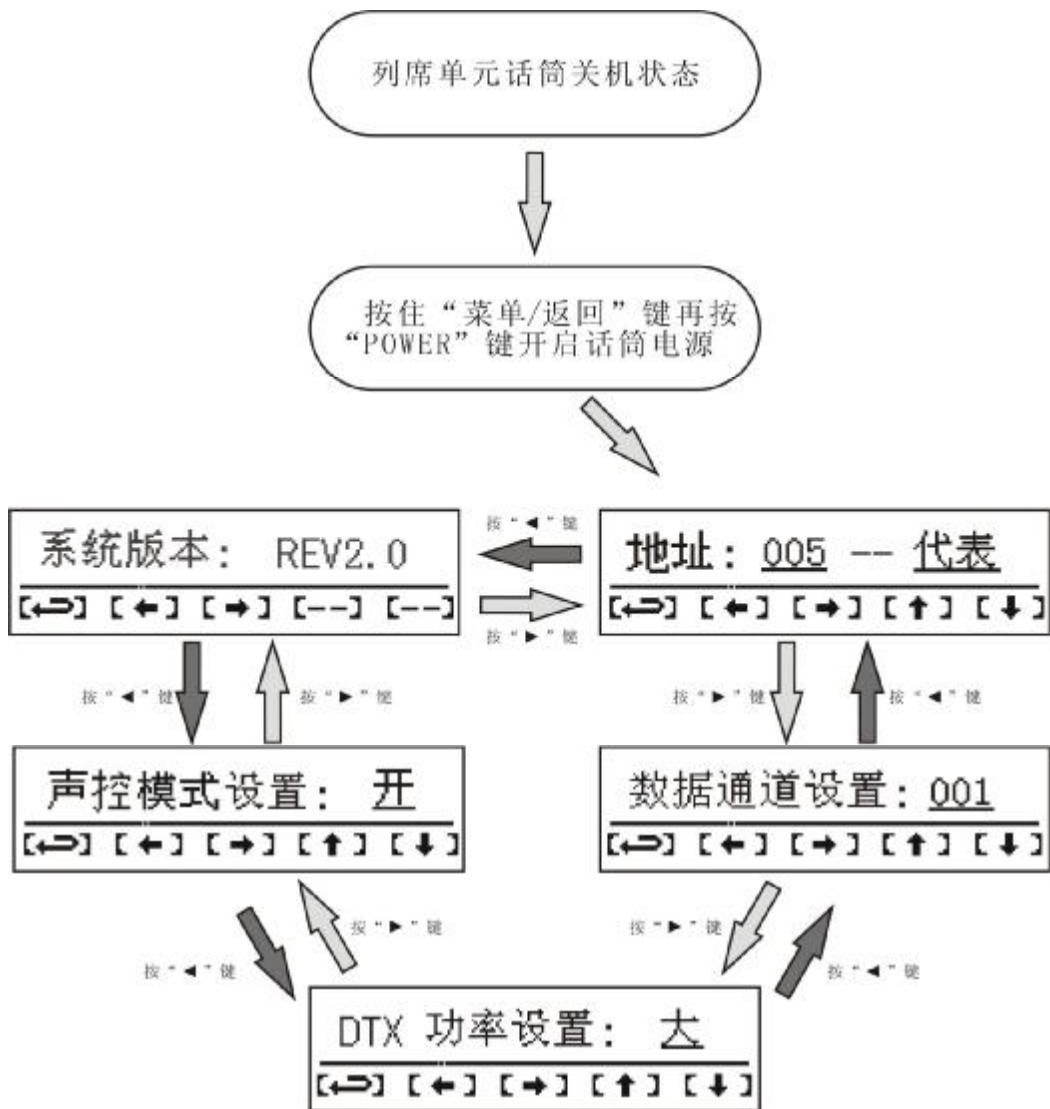 列席单元话筒关机状态
按住“菜单/返回”键再按
“POWER”键开启话筒电源
系统版本： REV2.0
[↩] [←] [→] [--] [--]
按“◀”键
按“▶”键
地址：005 -- 代表
[↩] [←] [→] [↑] [↓]
按“◀”键
按“▶”键
按“▶”键
按“◀”键
声控模式设置： 开
[↩] [←] [→] [↑] [↓]
数据通道设置：001
[↩] [←] [→] [↑] [↓]
按“◀”键
按“▶”键
按“▶”键
按“◀”键
DTX 功率设置： 大
[↩] [←] [→] [↑] [↓]